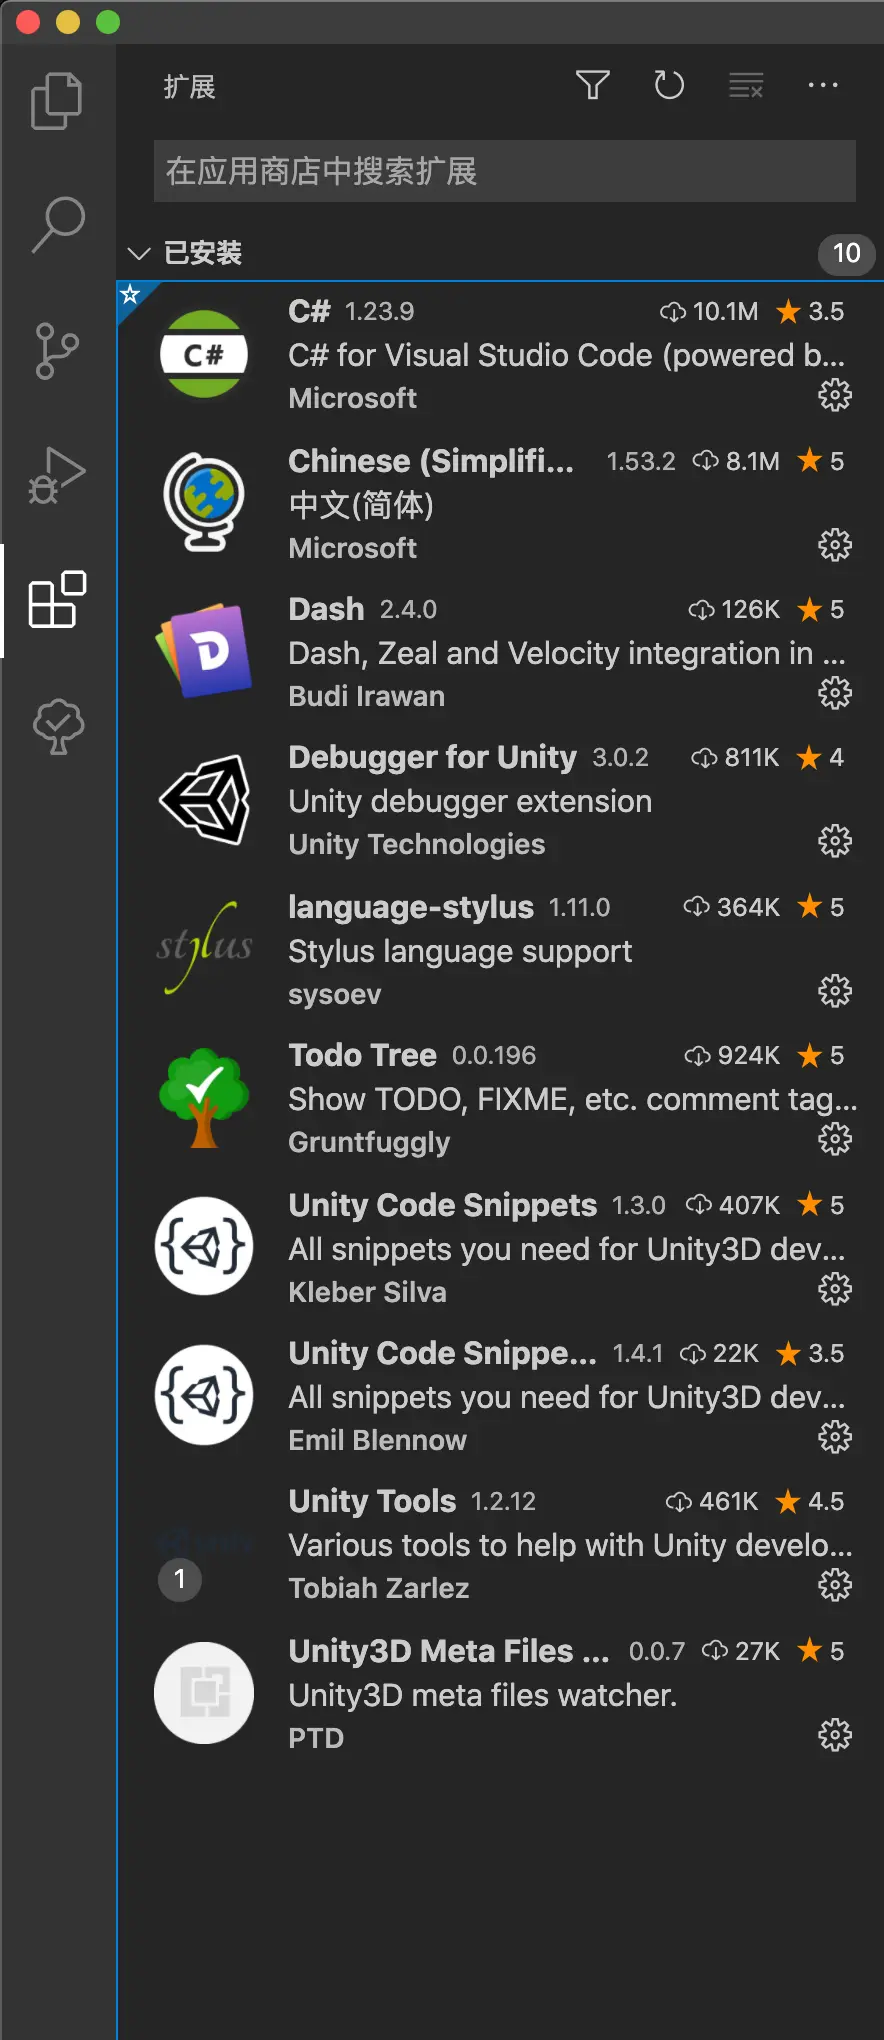 扩展
在应用商店中搜索扩展
已安装 10
C# 1.23.9 10.1M 3.5
C# C# for Visual Studio Code (powered b...
Microsoft
Chinese (Simplifi... 1.53.2 8.1M 5
中文(简体)
Microsoft
Dash 2.4.0 126K 5
D Dash, Zeal and Velocity integration in ...
Budi Irawan
Debugger for Unity 3.0.2 811K 4
Unity debugger extension
Unity Technologies
language-stylus 1.11.0 364K 5
stylus Stylus language support
sysoev
Todo Tree 0.0.196 924K 5
Show TODO, FIXME, etc. comment tag...
Gruntfuggly
Unity Code Snippets 1.3.0 407K 5
All snippets you need for Unity3D dev...
Kleber Silva
Unity Code Snippe... 1.4.1 22K 3.5
All snippets you need for Unity3D dev...
Emil Blennow
Unity Tools 1.2.12 461K 4.5
Various tools to help with Unity develo...
1 Tobiah Zarlez
Unity3D Meta Files ... 0.0.7 27K 5
Unity3D meta files watcher.
PTD